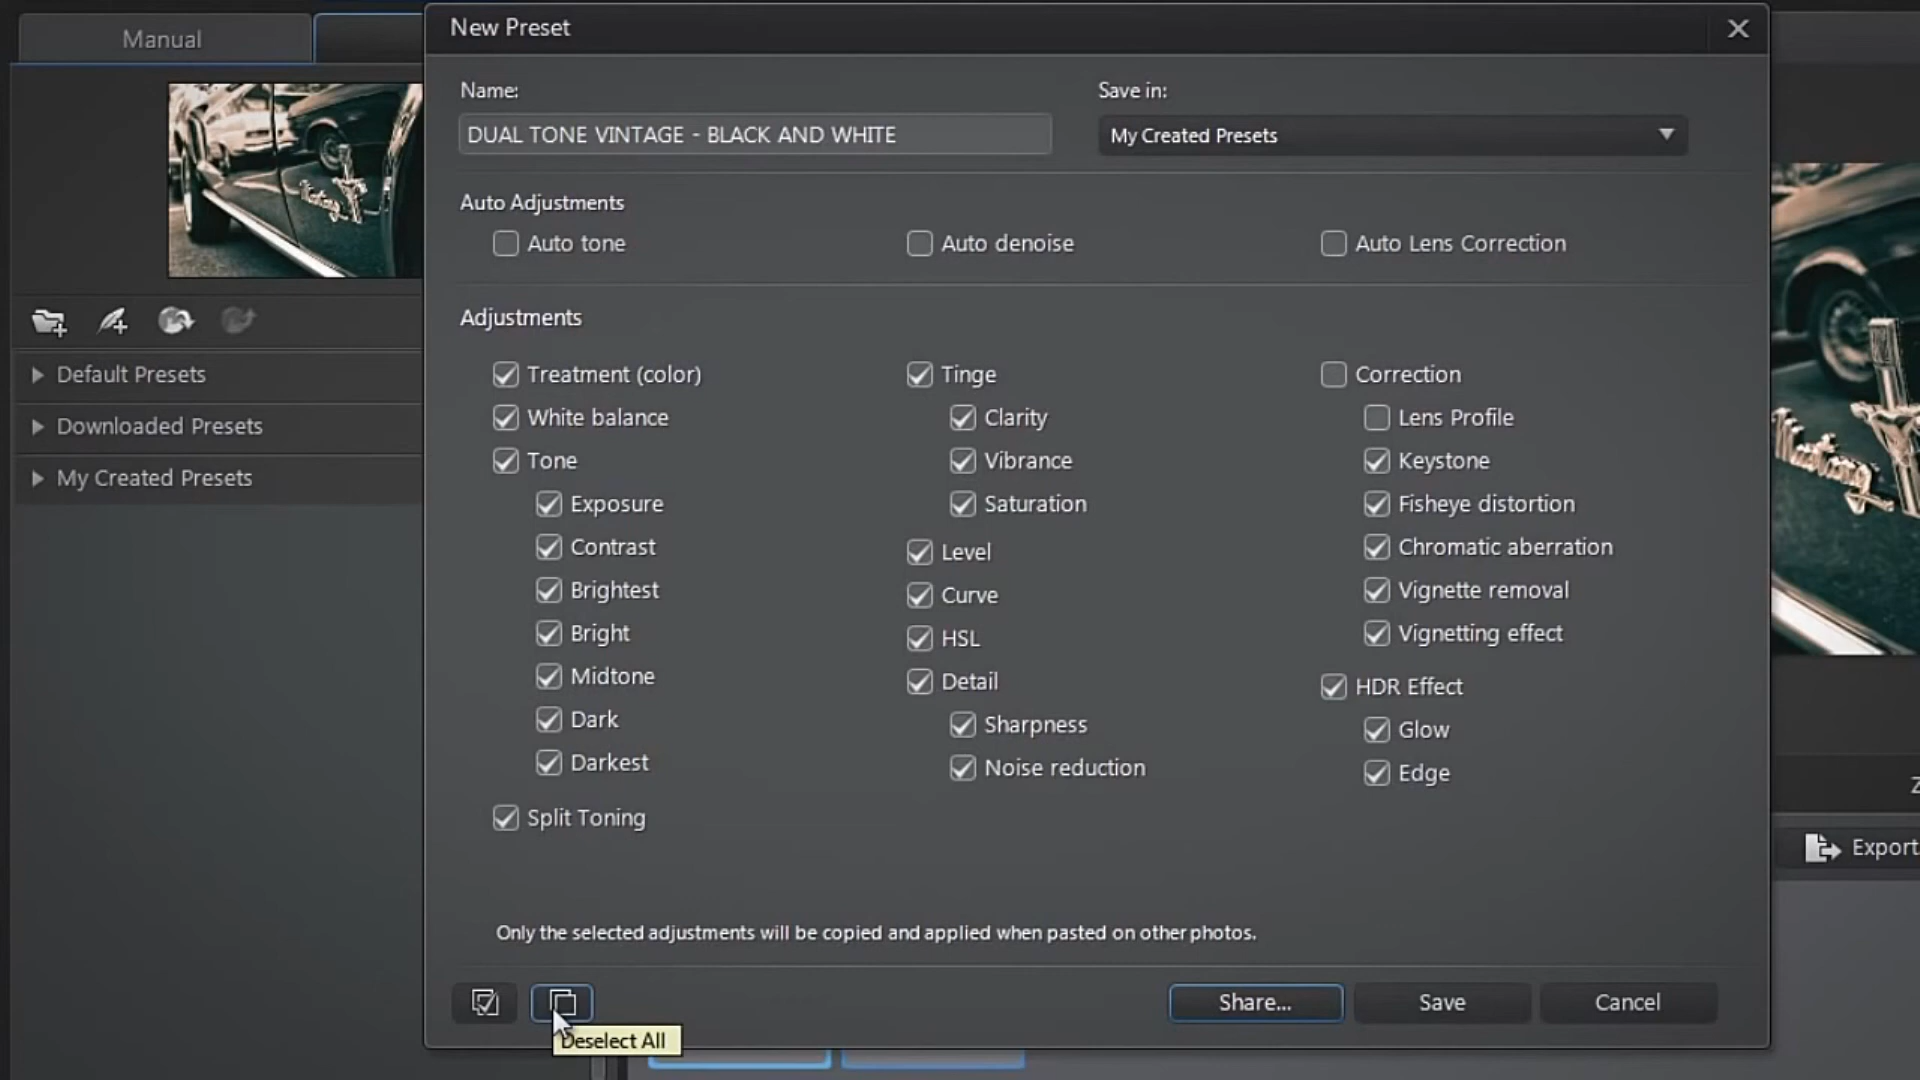 Manual
New Preset
Name:
Save in:
DUAL TONE VINTAGE - BLACK AND WHITE
My Created Presets
Auto Adjustments
Auto tone
Auto denoise
Auto Lens Correction
Adjustments
Default Presets
Downloaded Presets
My Created Presets
Treatment (color)
White balance
Tone
Exposure
Contrast
Brightest
Bright
Midtone
Dark
Darkest
Split Toning
Tinge
Clarity
Vibrance
Saturation
Level
Curve
HSL
Detail
Sharpness
Noise reduction
Correction
Lens Profile
Keystone
Fisheye distortion
Chromatic aberration
Vignette removal
Vignetting effect
HDR Effect
Glow
Edge
Mustang
Z
Export
Only the selected adjustments will be copied and applied when pasted on other photos.
Share...
Save
Cancel
Deselect All